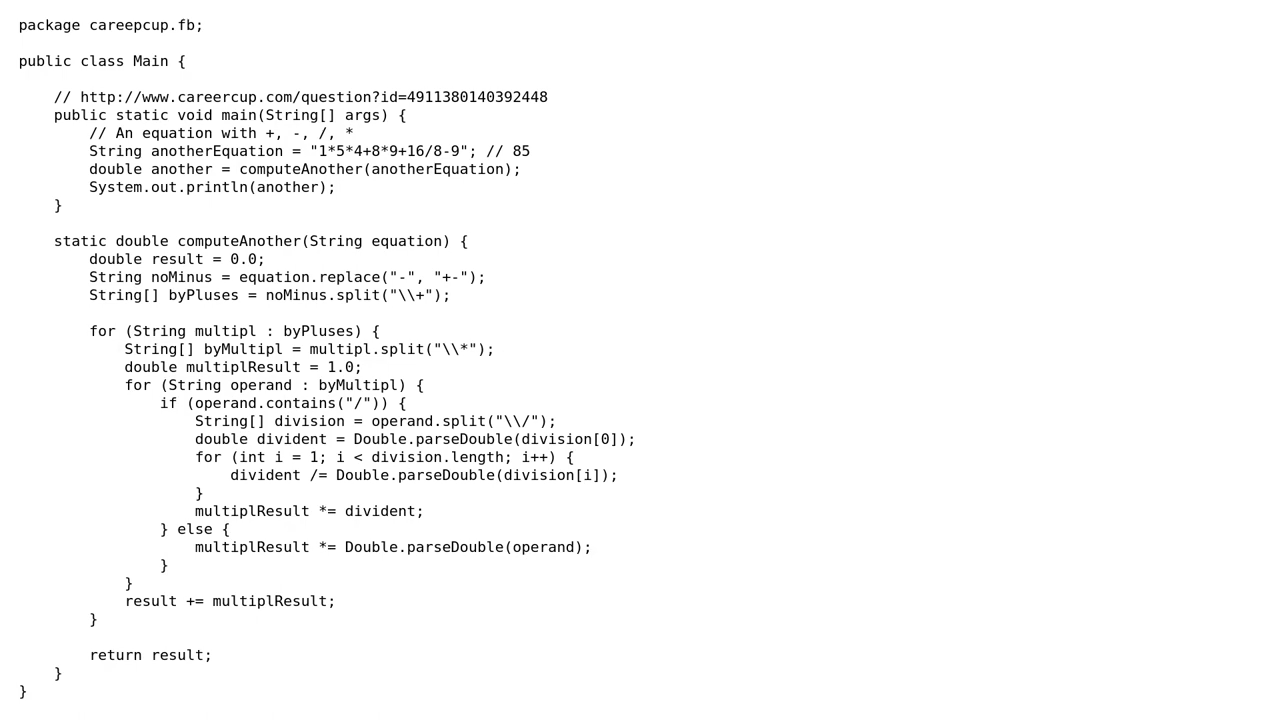 package careepcup.fb;

public class Main {

    // http://www.careercup.com/question?id=4911380140392448
    public static void main(String[] args) {
        // An equation with +, -, /, *
        String anotherEquation = "1*5*4+8*9+16/8-9"; // 85
        double another = computeAnother(anotherEquation);
        System.out.println(another);
    }

    static double computeAnother(String equation) {
        double result = 0.0;
        String noMinus = equation.replace("-", "+-");
        String[] byPluses = noMinus.split("\\+");

        for (String multipl : byPluses) {
            String[] byMultipl = multipl.split("\\*");
            double multiplResult = 1.0;
            for (String operand : byMultipl) {
                if (operand.contains("/")) {
                    String[] division = operand.split("\\/");
                    double divident = Double.parseDouble(division[0]);
                    for (int i = 1; i < division.length; i++) {
                        divident /= Double.parseDouble(division[i]);
                    }
                    multiplResult *= divident;
                } else {
                    multiplResult *= Double.parseDouble(operand);
                }
            }
            result += multiplResult;
        }

        return result;
    }
}